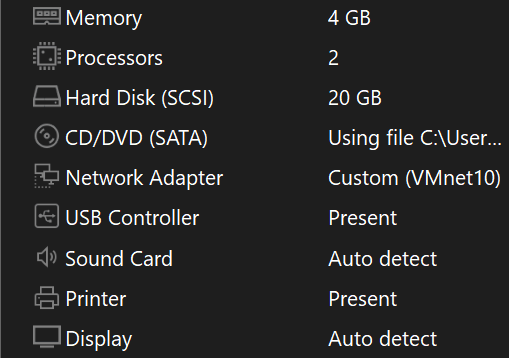 Memory 4 GB
Processors 2
Hard Disk (SCSI) 20 GB
CD/DVD (SATA) Using file C:\User...
Network Adapter Custom (VMnet10)
USB Controller Present
Sound Card Auto detect
Printer Present
Display Auto detect